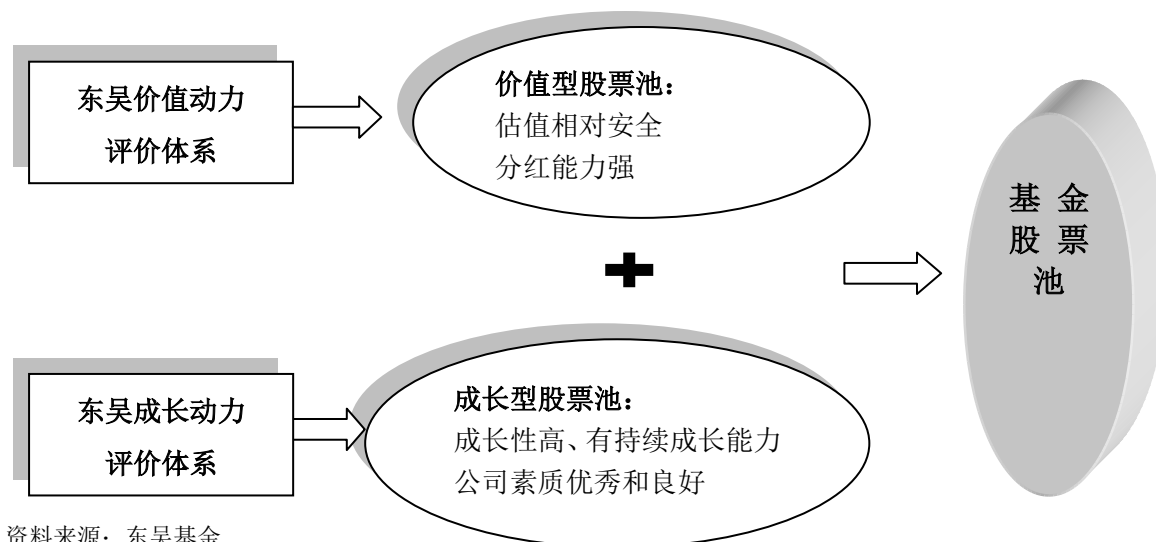 东吴价值动力
评价体系
价值型股票池：
估值相对安全
分红能力强
基 金
股 票
池
东吴成长动力
评价体系
成长型股票池：
成长性高、有持续成长能力
公司素质优秀和良好
资料来源：东吴基金